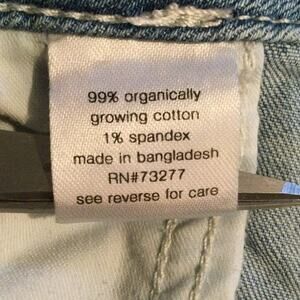 99% organically
growing cotton
1% spandex
made in bangladesh
RN#73277
see reverse for care